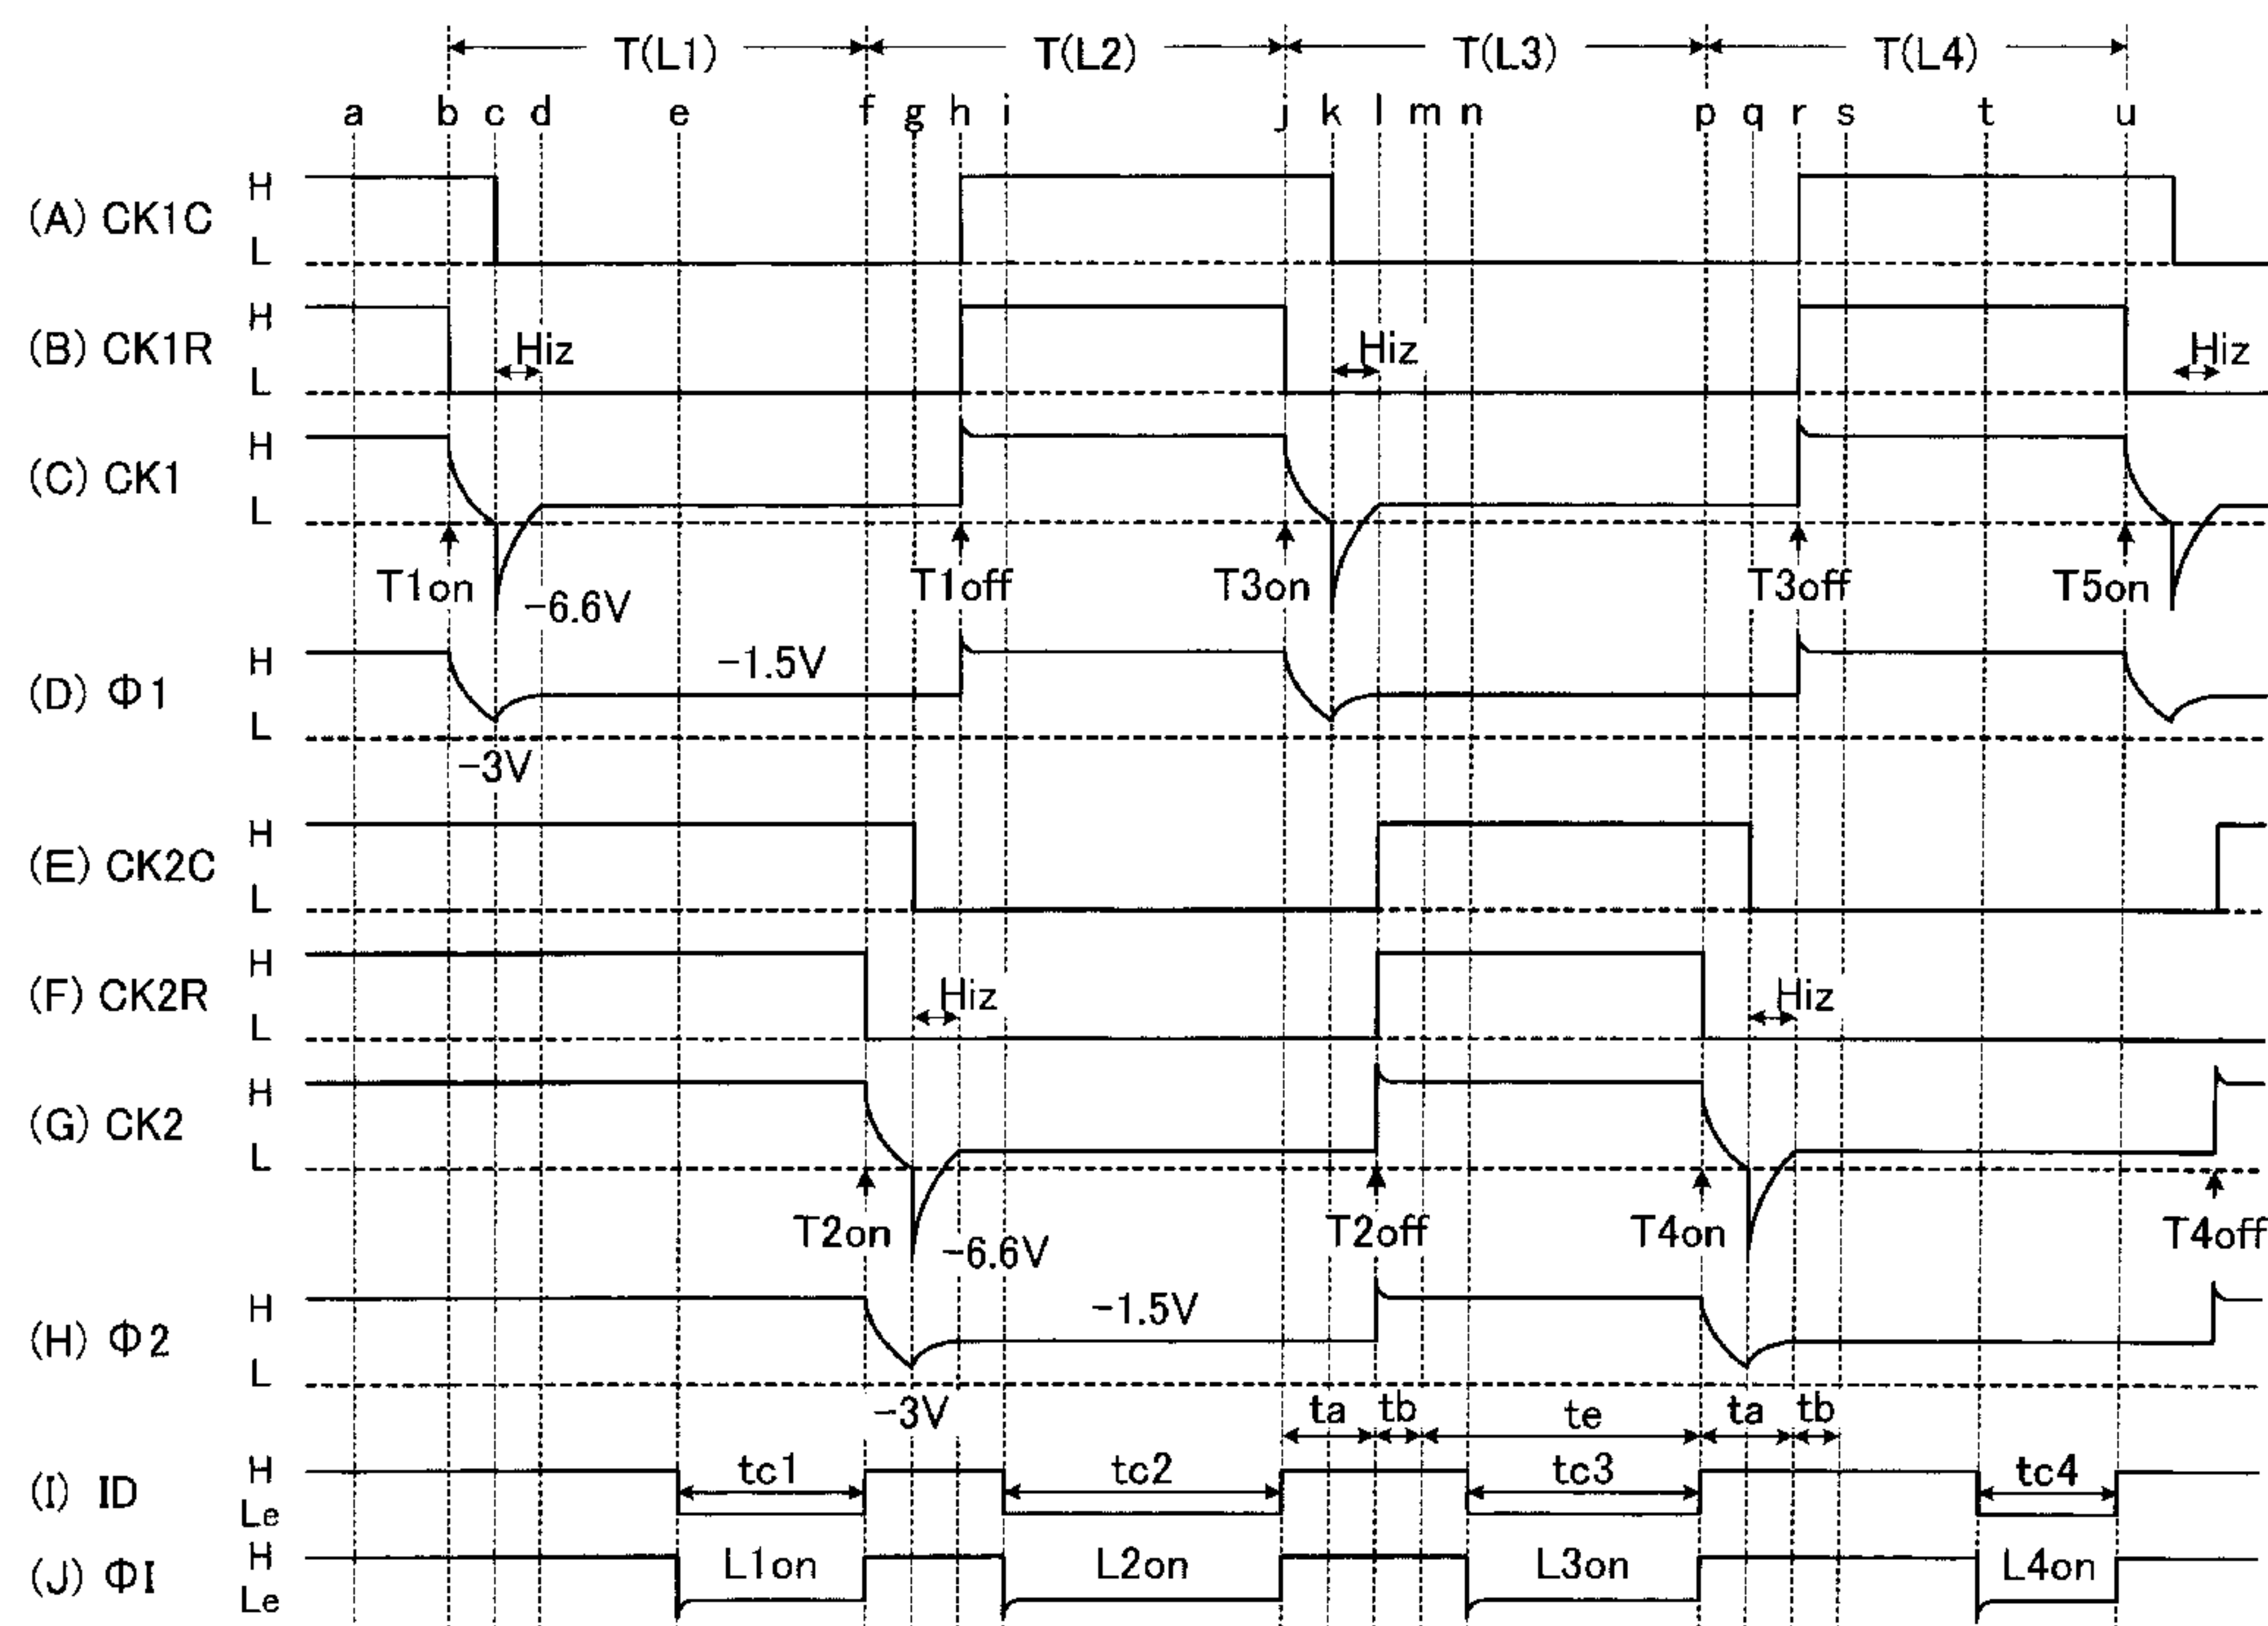 T(L1) T(L2) T(L3) T(L4)
a b c d e f g h i j k l m n p q r s t u
(A) CK1C H
L
(B) CK1R H
L
Hiz Hiz Hiz
(C) CK1 H
L
T1on T1off T3on T3off T5on
-6.6V
(D) Φ1 H
L
-1.5V
-3V
(E) CK2C H
L
(F) CK2R H
L
Hiz Hiz
(G) CK2 H
L
T2on T2off T4on T4off
-6.6V
(H) Φ2 H
L
-1.5V
-3V
ta tb te ta tb
(I) ID H
Le
tc1 tc2 tc3 tc4
(J) ΦI H
Le
L1on L2on L3on L4on